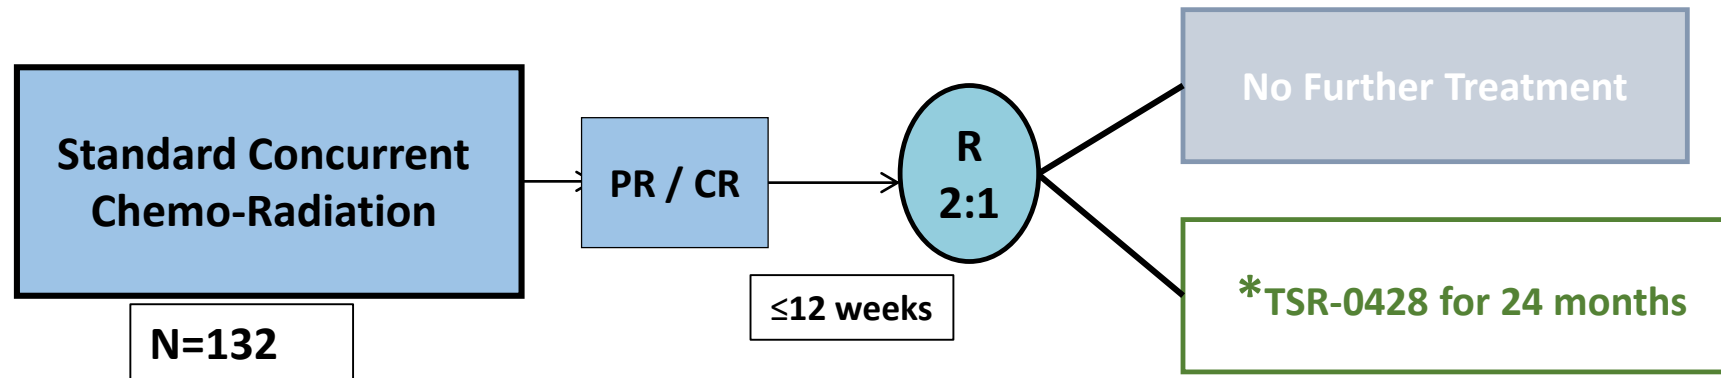 Standard Concurrent
Chemo-Radiation
N=132
PR / CR
≤12 weeks
R
2:1
No Further Treatment
*TSR-0428 for 24 months